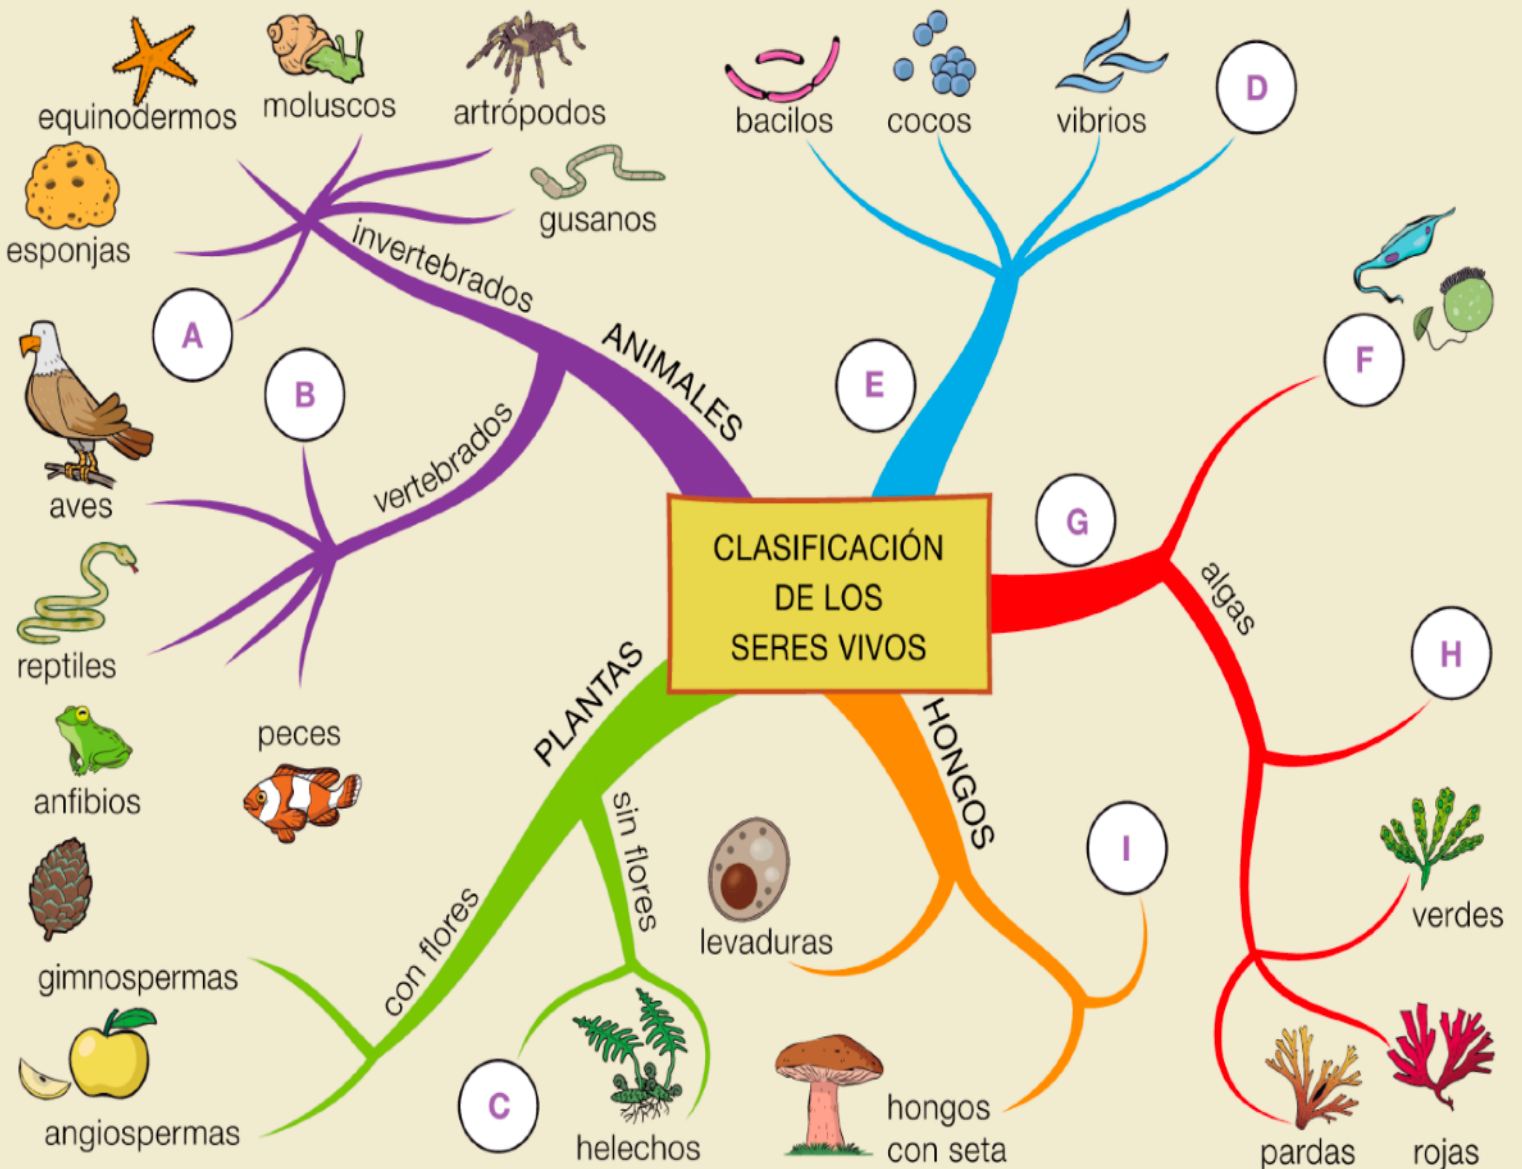 equinodermos
moluscos
artrópodos
bacilos
cocos
vibrios
D
esponjas
gusanos
invertebrados
A
ANIMALES
B
E
F
aves
vertebrados
G
CLASIFICACIÓN
DE LOS
SERES VIVOS
algas
H
reptiles
PLANTAS
HONGOS
anfibios
peces
sin flores
I
con flores
levaduras
verdes
gimnospermas
angiospermas
C
helechos
hongos
con seta
pardas
rojas